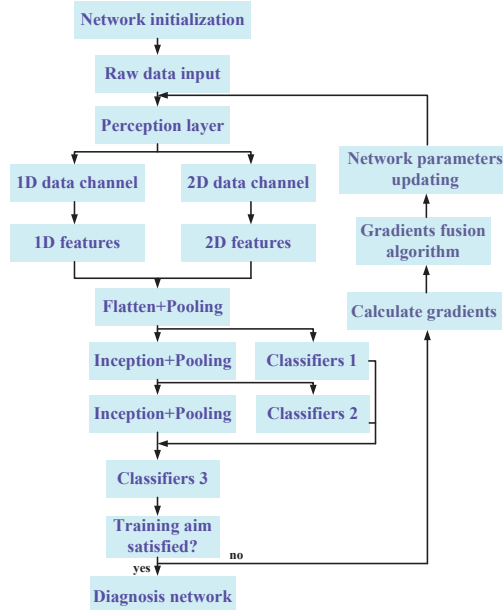 Network initialization
Raw data input
Perception layer
1D data channel
2D data channel
1D features
2D features
Flatten+Pooling
Inception+Pooling
Classifiers 1
Inception+Pooling
Classifiers 2
Classifiers 3
Training aim
satisfied?
yes
no
Diagnosis network
Network parameters
updating
Gradients fusion
algorithm
Calculate gradients